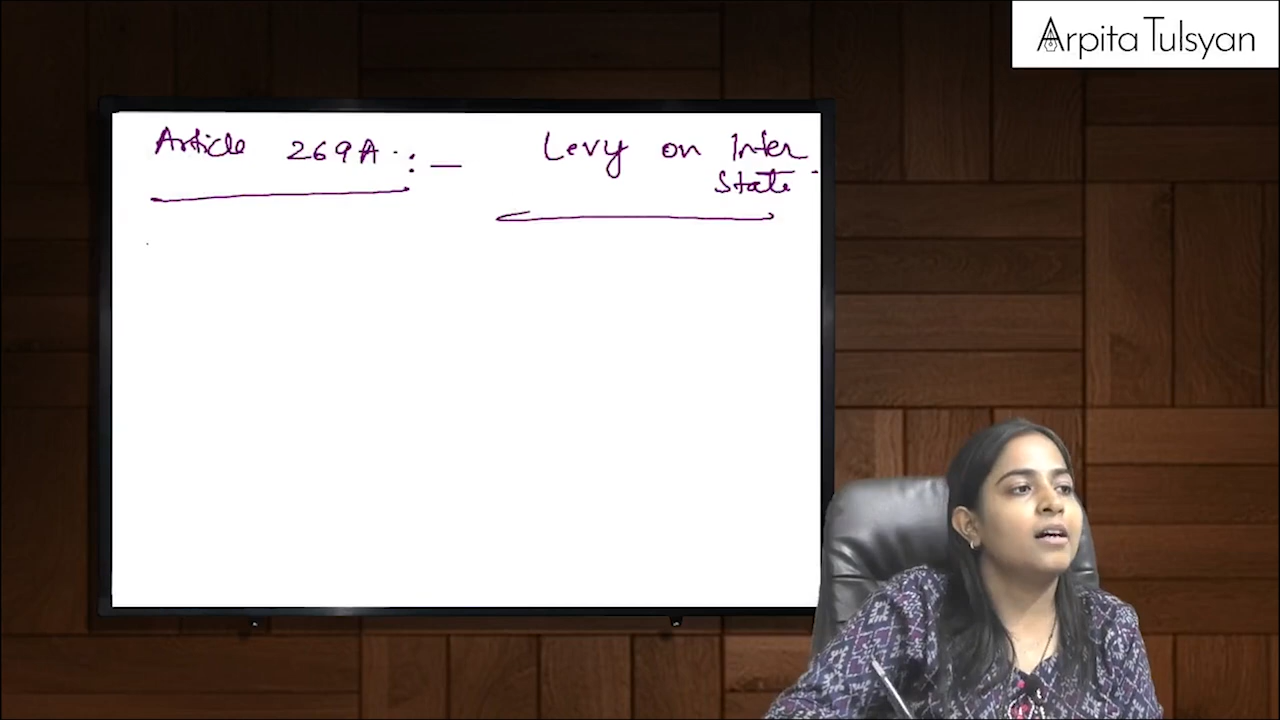 Arpita Tulsyan
Article 269A. : — Levy on Inter
State